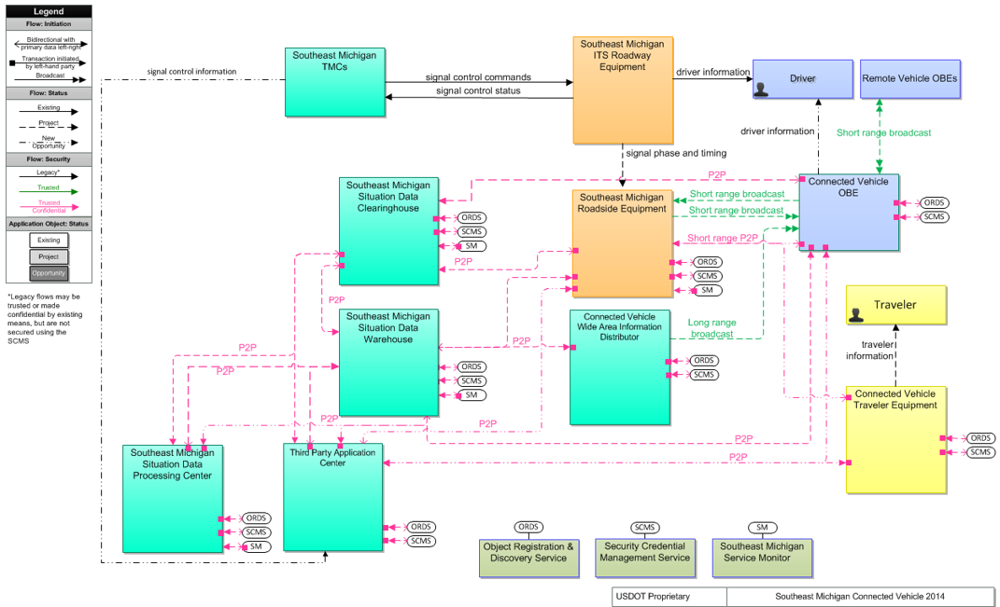 Legend
Flow: Initiation
Bidirectional with
primary data left-right
Transaction initiated
by left-hand party
Broadcast
Flow: Status
Existing
Project
New
Opportunity
Flow: Security
Legacy*
Trusted
Trusted
Confidential
Application Object: Status
Existing
Project
Opportunity
*Legacy flows may be
trusted or made
confidential by existing
means, but are not
secured using the
SCMS
signal control information
Southeast Michigan
TMCs
signal control commands
signal control status
Southeast Michigan
ITS Roadway
Equipment
driver information
Driver
Remote Vehicle OBEs
driver information
Short range broadcast
signal phase and timing
P2P
Southeast Michigan
Situation Data
Clearinghouse
ORDS
SCMS
SM
P2P
Southeast Michigan
Roadside Equipment
ORDS
SCMS
SM
Short range broadcast
Short range broadcast
Short range P2P
Connected Vehicle
OBE
ORDS
SCMS
P2P
Southeast Michigan
Situation Data
Warehouse
ORDS
SCMS
SM
P2P
Connected Vehicle
Wide Area Information
Distributor
ORDS
SCMS
Long range
broadcast
Traveler
traveler
information
Connected Vehicle
Traveler Equipment
ORDS
SCMS
P2P
P2P
P2P
P2P
P2P
Southeast Michigan
Situation Data
Processing Center
ORDS
SCMS
SM
Third Party Application
Center
ORDS
SCMS
ORDS
Object Registration &
Discovery Service
SCMS
Security Credential
Management Service
SM
Southeast Michigan
Service Monitor
USDOT Proprietary
Southeast Michigan Connected Vehicle 2014